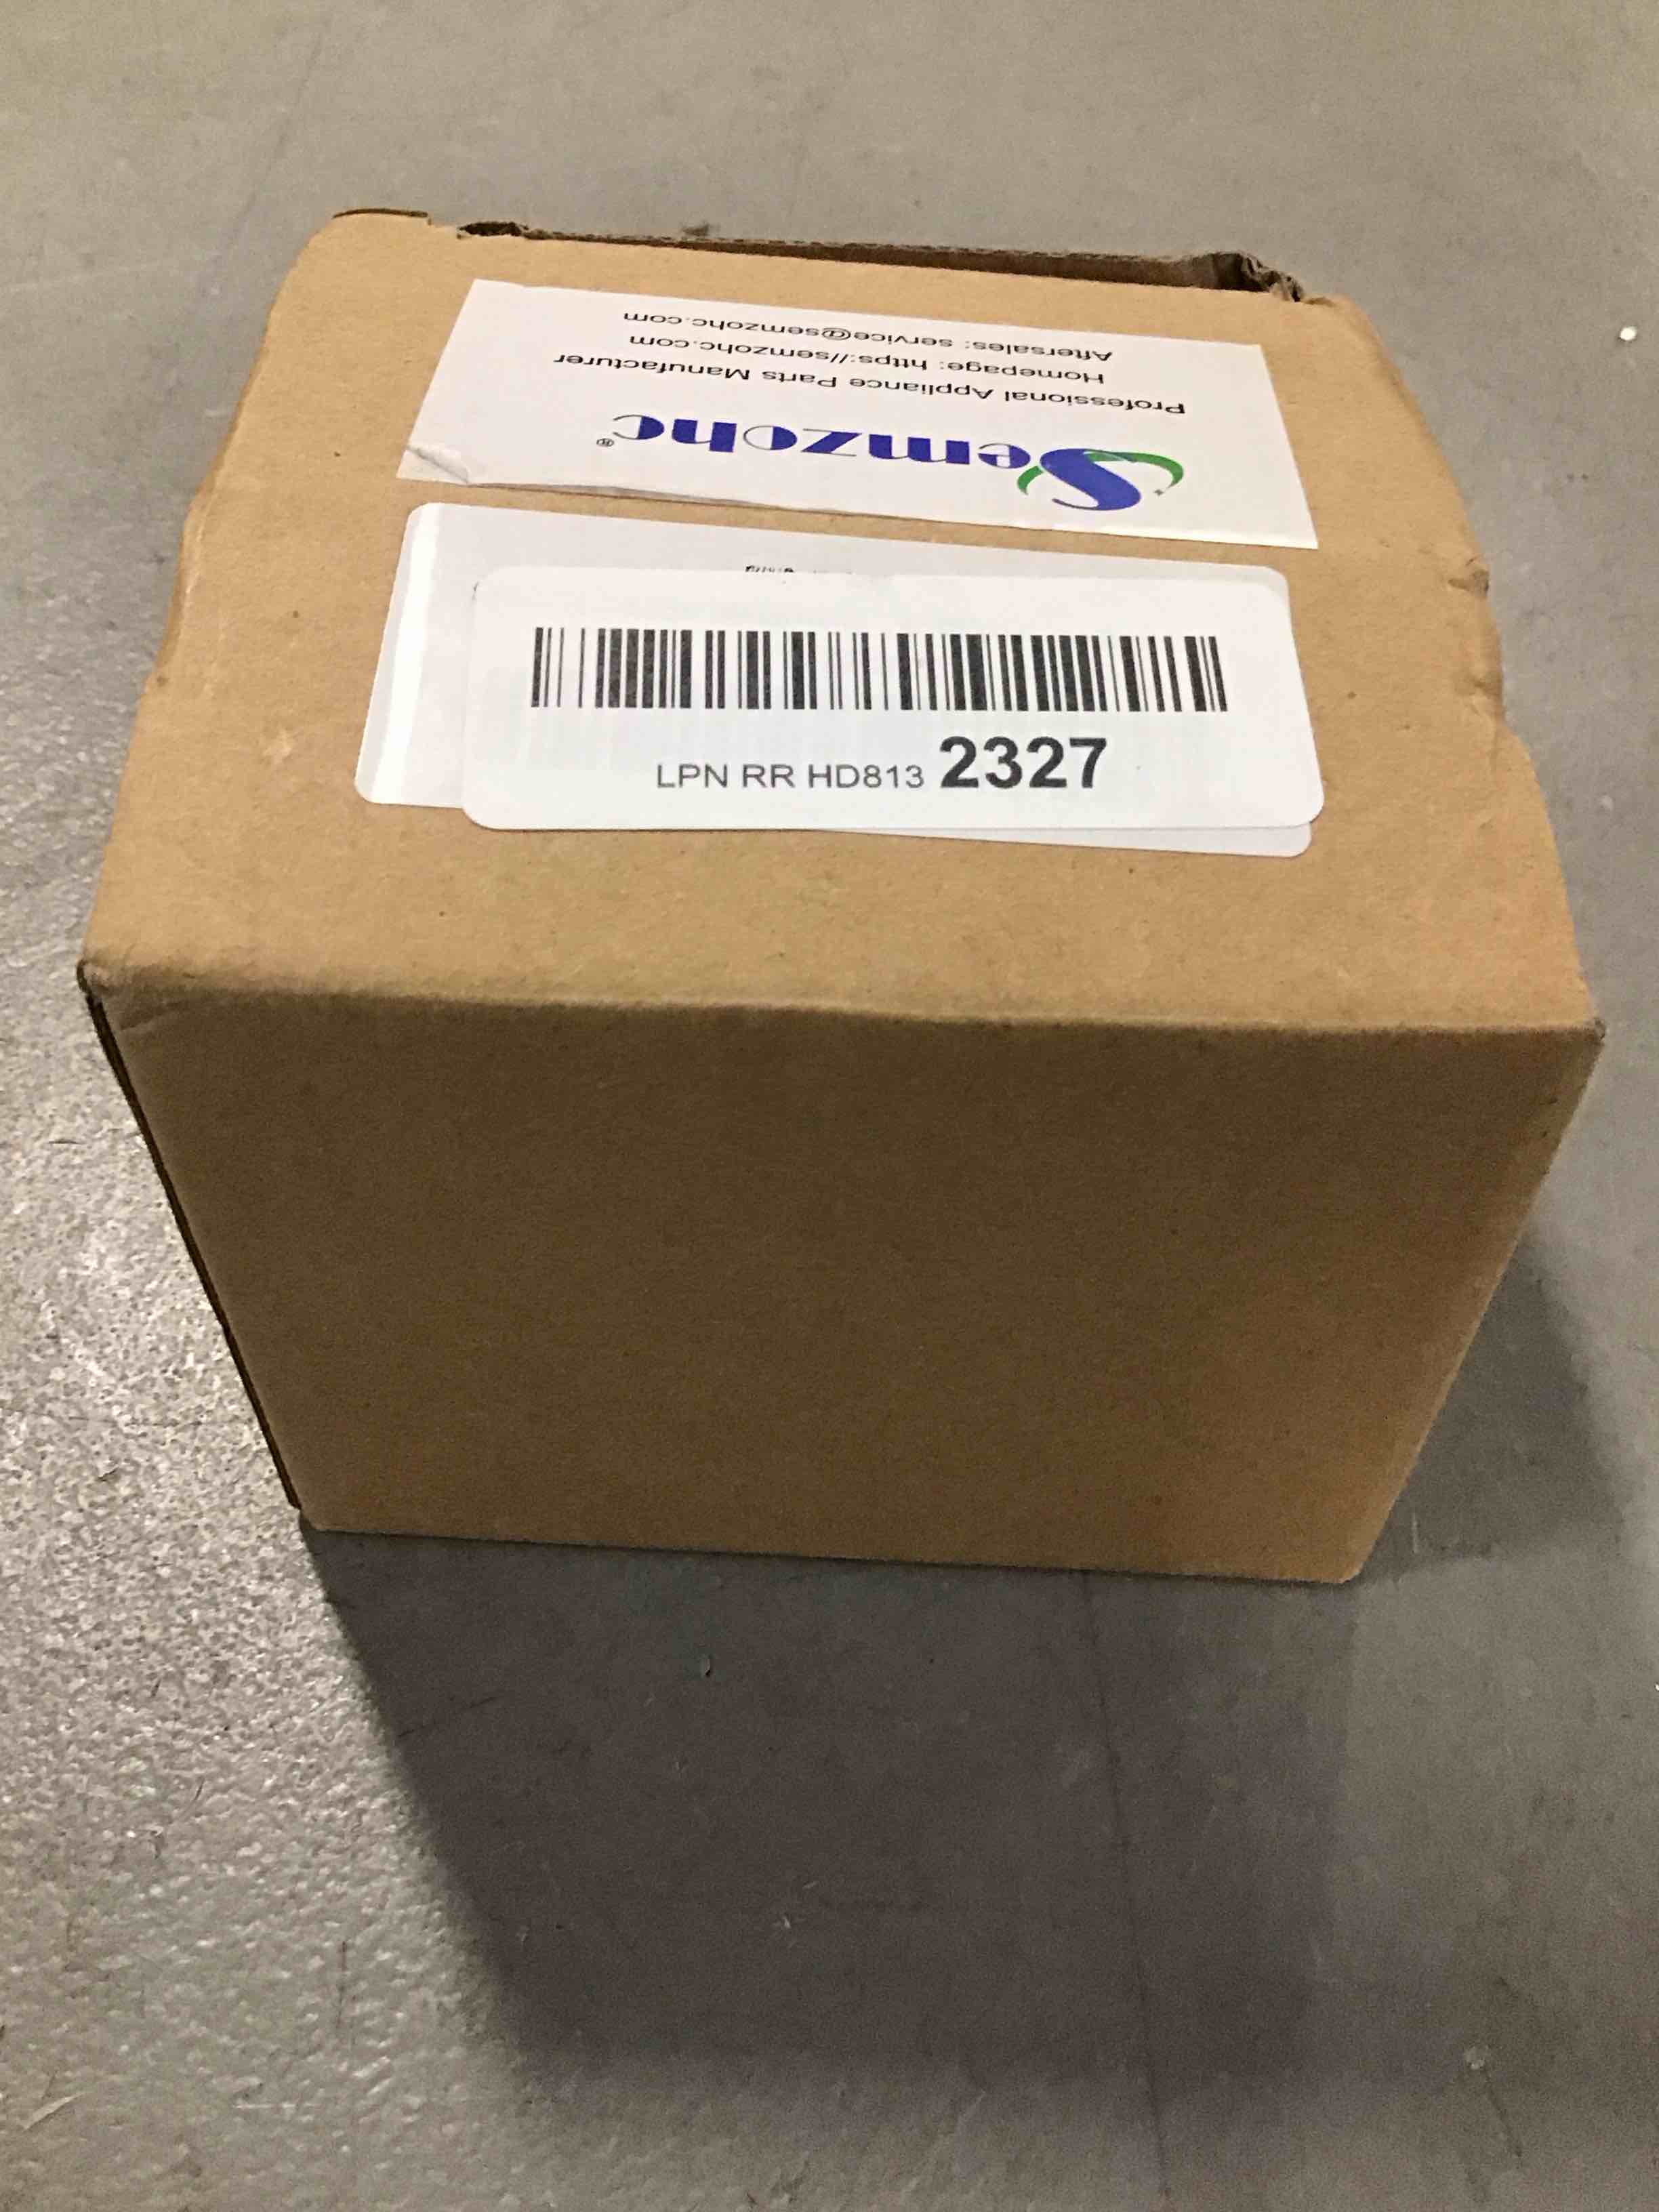 Semzohc®
Professional Appliance Parts Manufacturer
Homepage: https://semzohc.com
Aftersales: service@semzohc.com
LPN RR HD813 2327